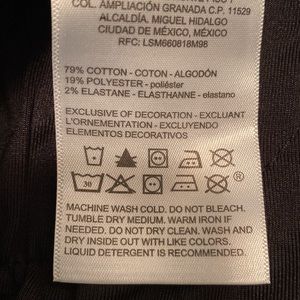 COL. AMPLIACIÓN GRANADA C.P. 11529
ALCALDÍA. MIGUEL HIDALGO
CIUDAD DE MÉXICO, MÉXICO
RFC: LSM660818M98
79% COTTON - COTON - ALGODÓN
19% POLYESTER - poliéster
2% ELASTANE - ELASTHANNE - elastano
EXCLUSIVE OF DECORATION - EXCLUANT
L'ORNEMENTATION - EXCLUYENDO
ELEMENTOS DECORATIVOS
30
®
MACHINE WASH COLD. DO NOT BLEACH.
TUMBLE DRY MEDIUM. WARM IRON IF
NEEDED. DO NOT DRY CLEAN. WASH AND
DRY INSIDE OUT WITH LIKE COLORS.
LIQUID DETERGENT IS RECOMMENDED.